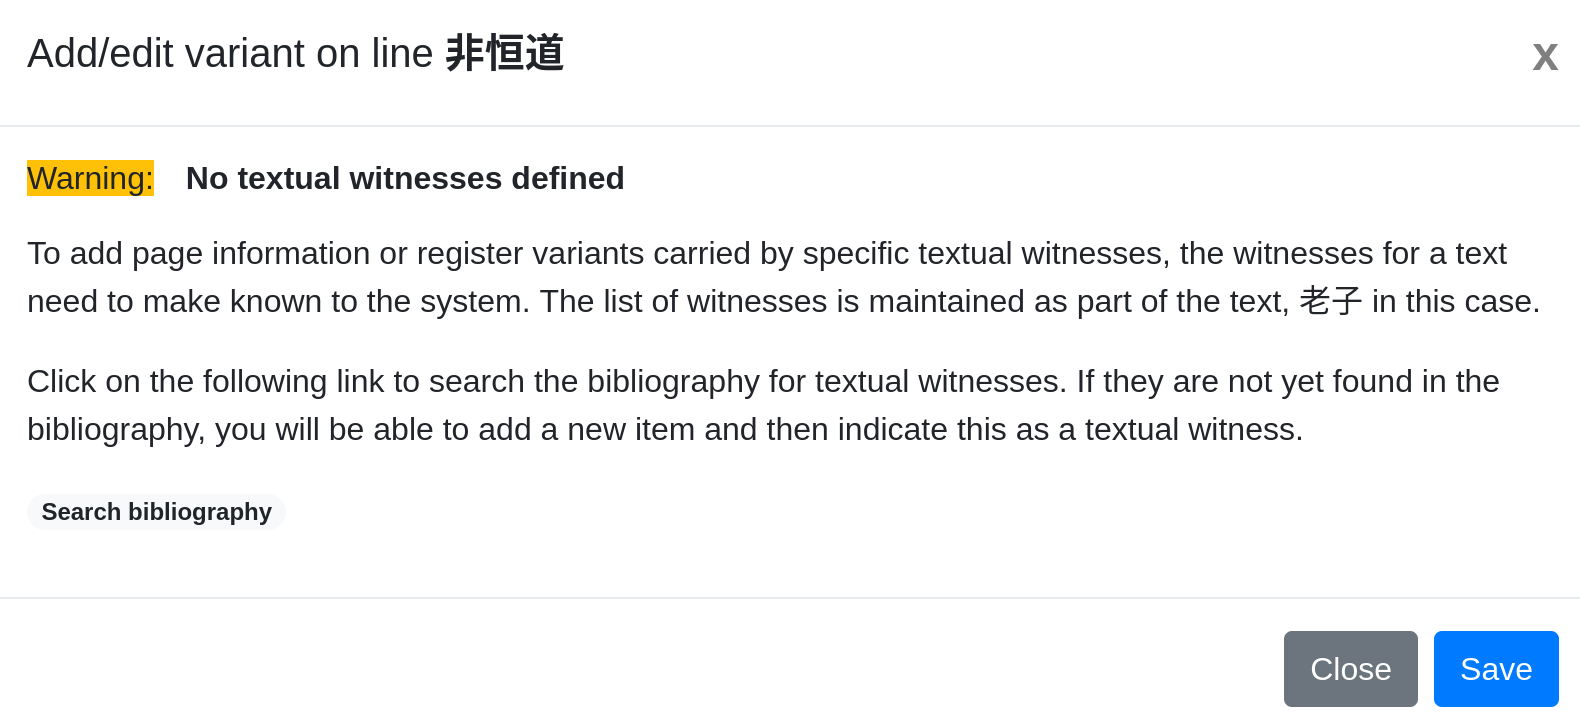 Add/edit variant on line 非恒道
x
Warning: No textual witnesses defined
To add page information or register variants carried by specific textual witnesses, the witnesses for a text
need to make known to the system. The list of witnesses is maintained as part of the text, 老子 in this case.
Click on the following link to search the bibliography for textual witnesses. If they are not yet found in the
bibliography, you will be able to add a new item and then indicate this as a textual witness.
Search bibliography
Close Save